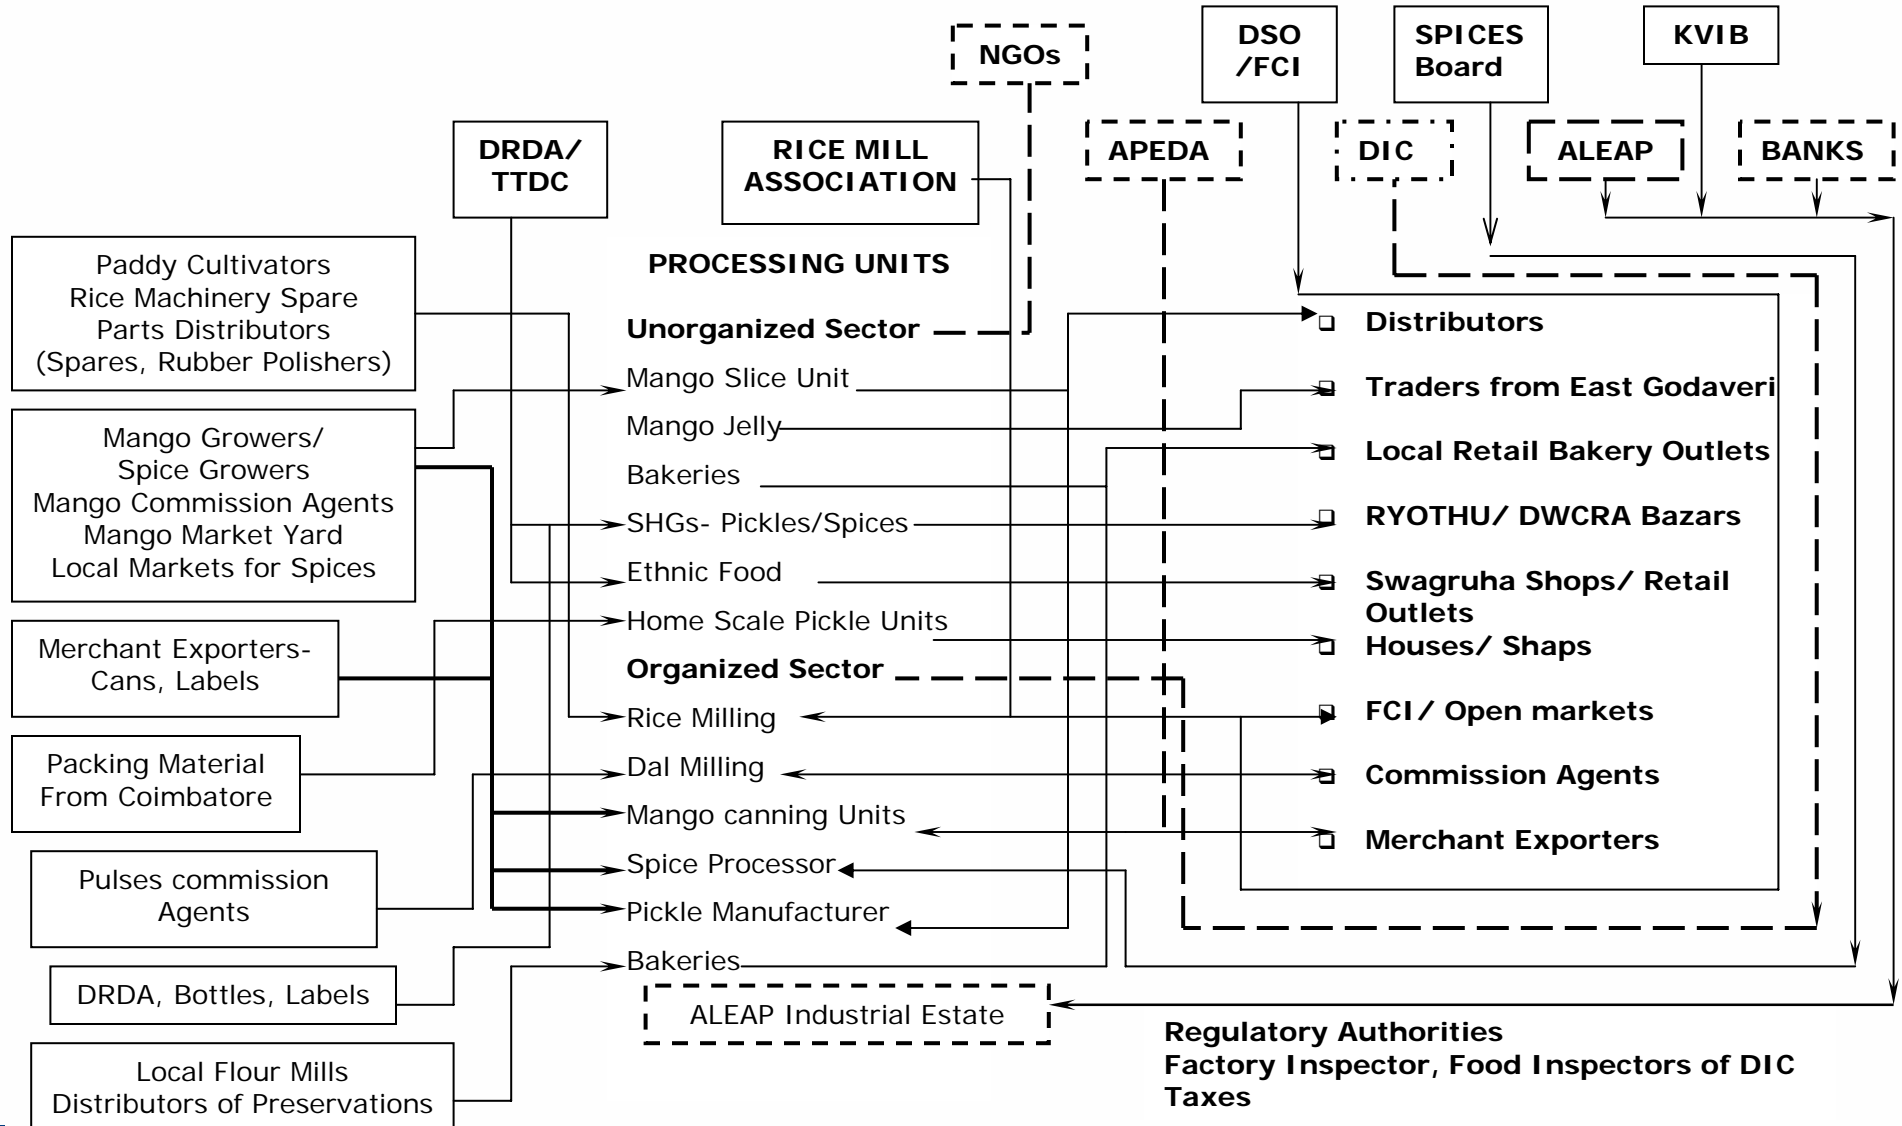 NGOs
DSO
/FCI
SPICES
Board
KVIB
DRDA/
TTDC
RICE MILL
ASSOCIATION
APEDA
DIC
ALEAP
BANKS
Paddy Cultivators
Rice Machinery Spare
Parts Distributors
(Spares, Rubber Polishers)
Mango Growers/
Spice Growers
Mango Commission Agents
Mango Market Yard
Local Markets for Spices
Merchant Exporters-
Cans, Labels
Packing Material
From Coimbatore
Pulses commission
Agents
DRDA, Bottles, Labels
Local Flour Mills
Distributors of Preservations
PROCESSING UNITS
Unorganized Sector
Mango Slice Unit
Mango Jelly
Bakeries
SHGs- Pickles/Spices
Ethnic Food
Home Scale Pickle Units
Organized Sector
Rice Milling
Dal Milling
Mango canning Units
Spice Processor
Pickle Manufacturer
Bakeries
ALEAP Industrial Estate
Distributors
Traders from East Godaveri
Local Retail Bakery Outlets
RYOTHU/ DWCRA Bazars
Swagruha Shops/ Retail
Outlets
Houses/ Shaps
FCI/ Open markets
Commission Agents
Merchant Exporters
Regulatory Authorities
Factory Inspector, Food Inspectors of DIC
Taxes